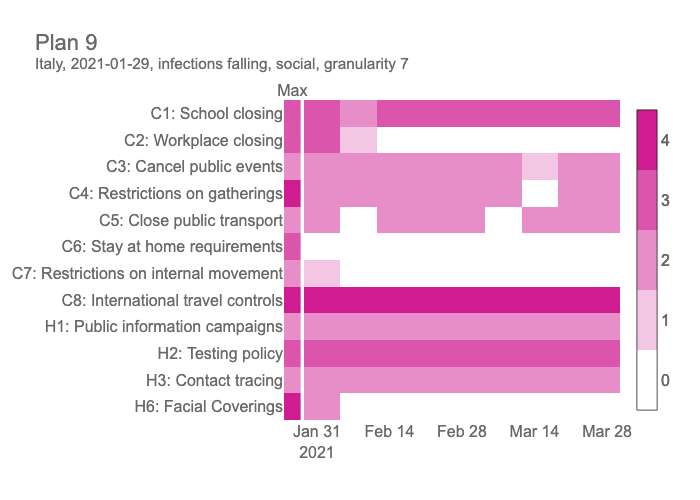 Plan 9
Italy, 2021-01-29, infections falling, social, granularity 7
Max
C1: School closing
C2: Workplace closing
C3: Cancel public events
C4: Restrictions on gatherings
C5: Close public transport
C6: Stay at home requirements
C7: Restrictions on internal movement
C8: International travel controls
H1: Public information campaigns
H2: Testing policy
H3: Contact tracing
H6: Facial Coverings
4
3
2
1
0
Jan 31 Feb 14 Feb 28 Mar 14 Mar 28
2021